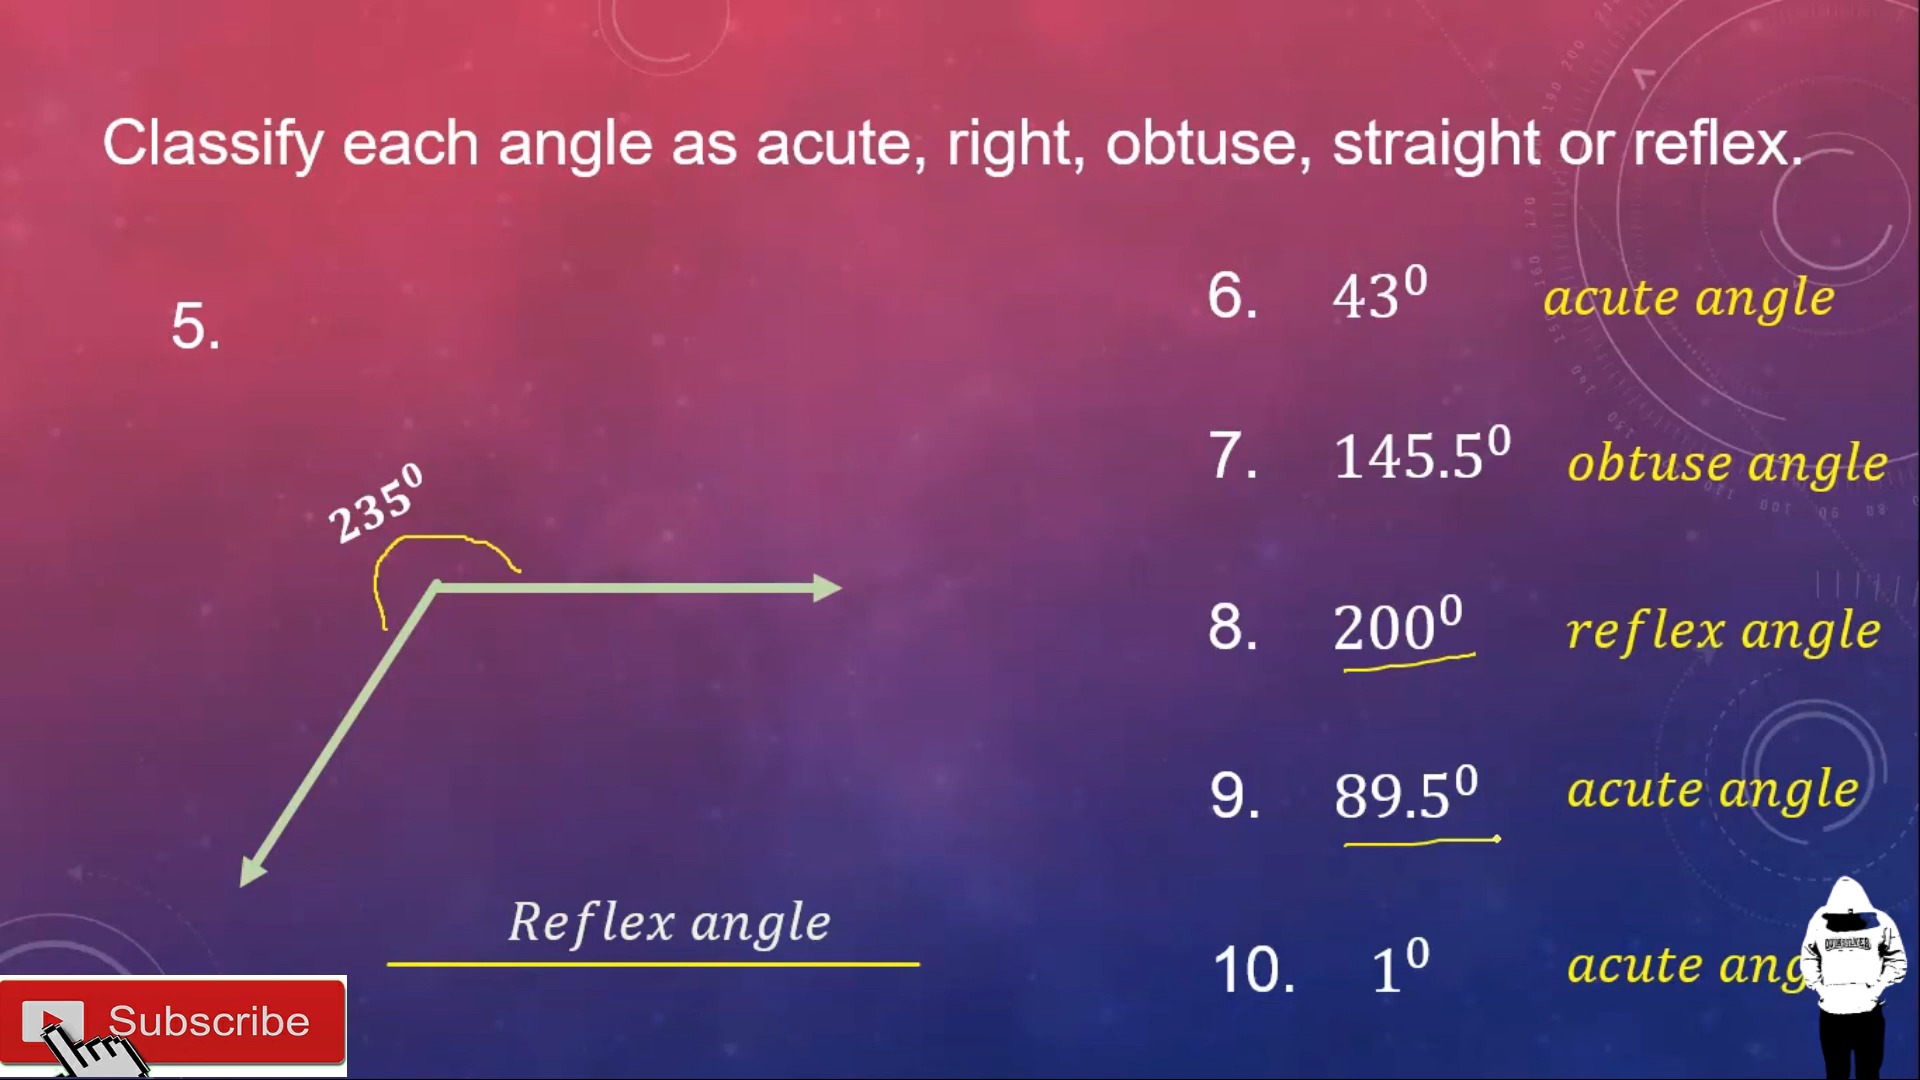 Classify each angle as acute, right, obtuse, straight or reflex.
5.
235⁰
Reflex angle
6. 43⁰ acute angle
7. 145.5⁰ obtuse angle
8. 200⁰ reflex angle
9. 89.5⁰ acute angle
10. 1⁰ acute ang
Subscribe
QUIKSILVER